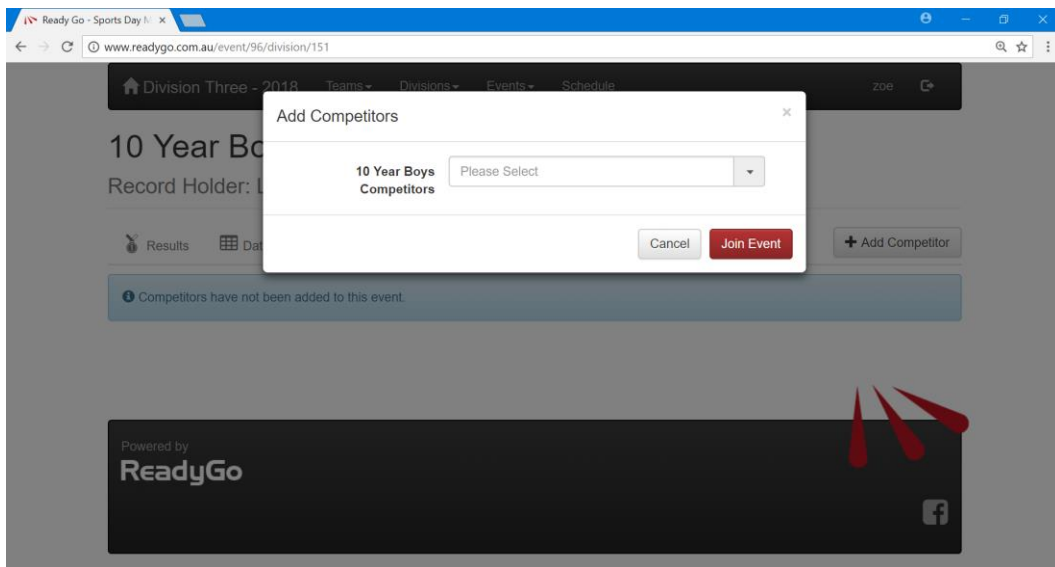 Ready Go - Sports Day
www.readygo.com.au/event/96/division/151
Division Three - 2018 Teams Divisions Events Schedule zoe
Add Competitors ×
10 Year Bo
Record Holder:
10 Year Boys
Competitors
Please Select
Cancel Join Event
Results Dat
+ Add Competitor
Competitors have not been added to this event.
Powered by
ReadyGo